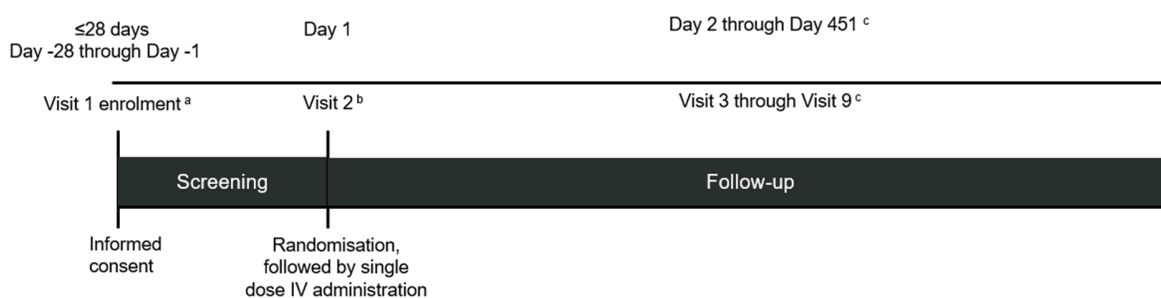 ≤28 days
Day -28 through Day -1
Day 1
Day 2 through Day 451 c
Visit 1 enrolment a
Visit 2 b
Visit 3 through Visit 9 c
Screening
Follow-up
Informed
consent
Randomisation,
followed by single
dose IV administration